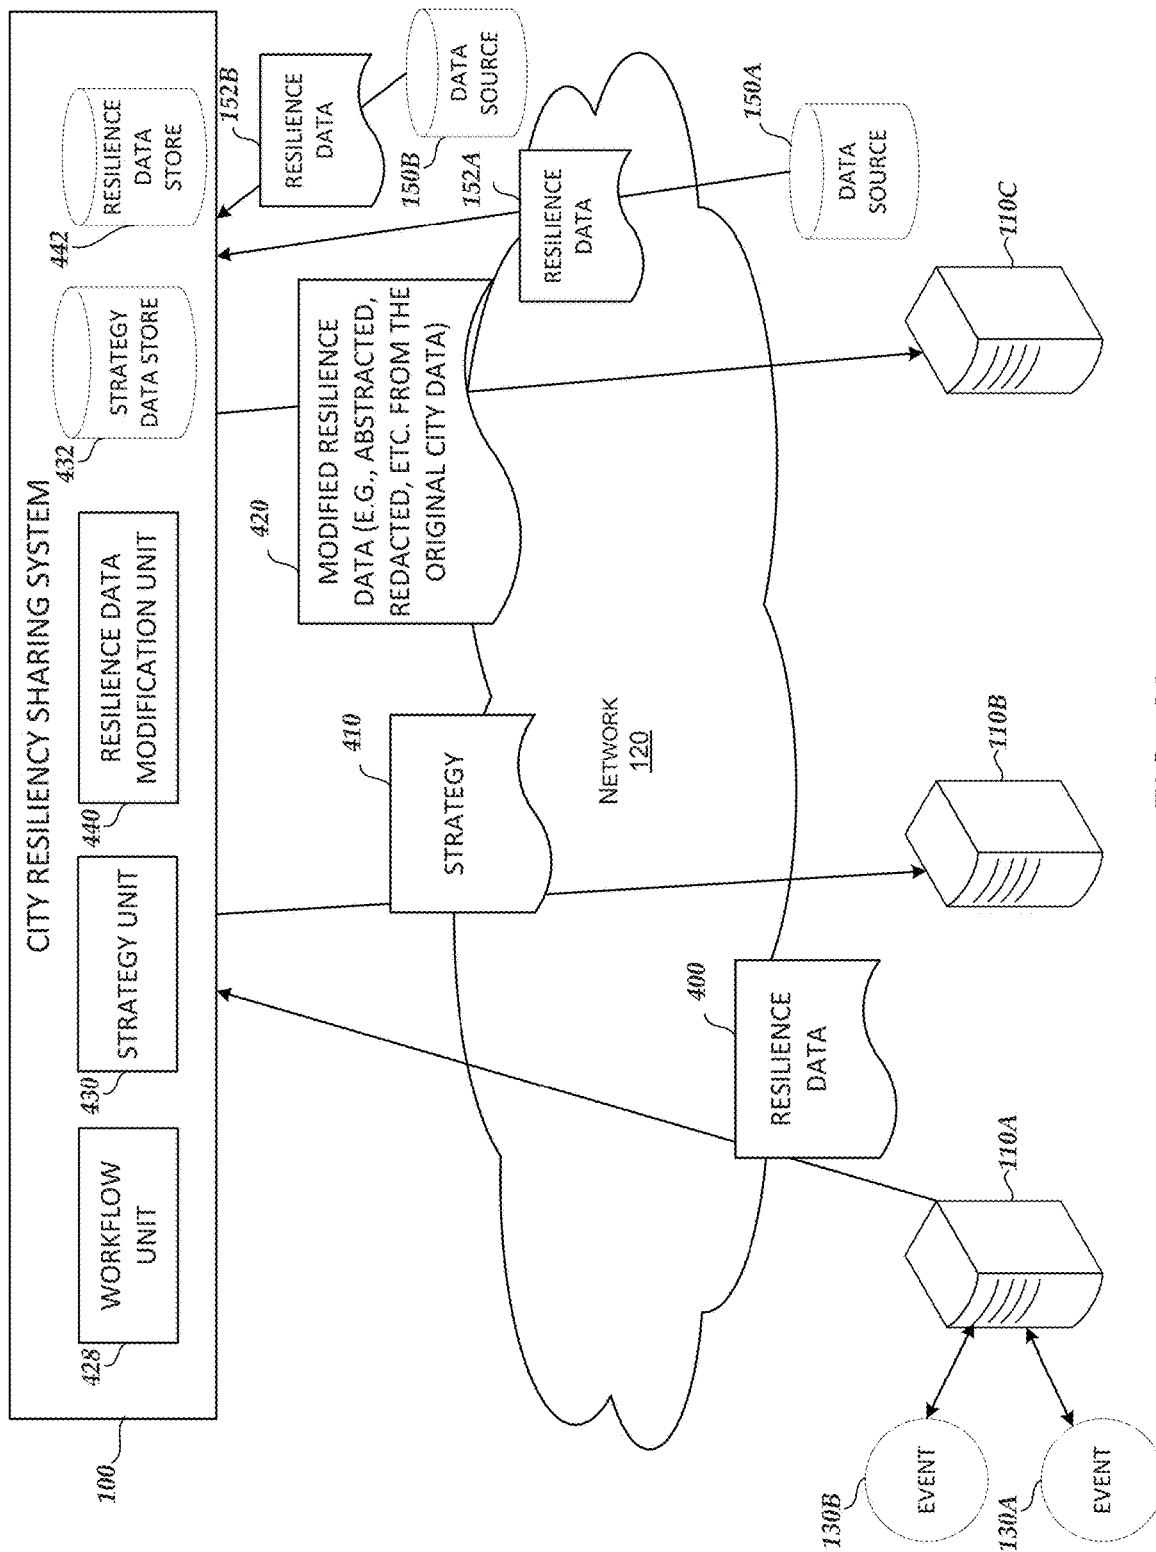 CITY RESILIENCY SHARING SYSTEM
100
428
WORKFLOW
UNIT
430
STRATEGY UNIT
440
RESILIENCE DATA
MODIFICATION UNIT
432
STRATEGY
DATA STORE
442
RESILIENCE
DATA
STORE
152B
RESILIENCE
DATA
150B
DATA
SOURCE
420
MODIFIED RESILIENCE
DATA (E.G., ABSTRACTED,
REDACTED, ETC. FROM THE
ORIGINAL CITY DATA)
152A
RESILIENCE
DATA
410
STRATEGY
NETWORK
120
400
RESILIENCE
DATA
150A
DATA
SOURCE
110A
110B
110C
130B
EVENT
130A
EVENT